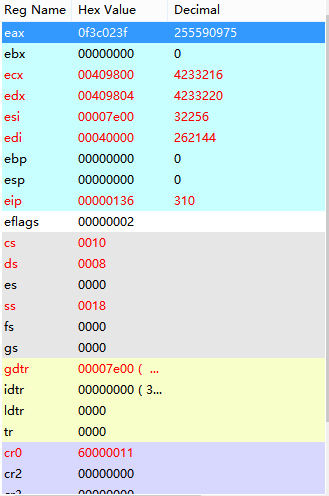 Reg Name Hex Value Decimal
eax 0f3c023f 255590975
ebx 00000000 0
ecx 00409800 4233216
edx 00409804 4233220
esi 00007e00 32256
edi 00040000 262144
ebp 00000000 0
esp 00000000 0
eip 00000136 310
eflags 00000002
cs 0010
ds 0008
es 0000
ss 0018
fs 0000
gs 0000
gdtr 00007e00 ( ...
idtr 00000000 ( 3...
ldtr 0000
tr 0000
cr0 60000011
cr2 00000000